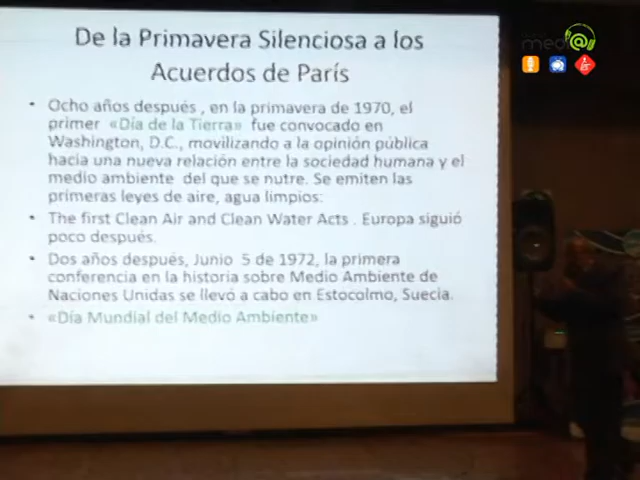 De la Primavera Silenciosa a los
Acuerdos de París
• Ocho años después , en la primavera de 1970, el
primer «Día de la Tierra» fue convocado en
Washington, D.C., movilizando a la opinión pública
hacia una nueva relación entre la sociedad humana y el
medio ambiente del que se nutre. Se emiten las
primeras leyes de aire, agua limpios:
• The first Clean Air and Clean Water Acts . Europa siguió
poco después.
• Dos años después, Junio 5 de 1972, la primera
conferencia en la historia sobre Medio Ambiente de
Naciones Unidas se llevó a cabo en Estocolmo, Suecia.
• «Día Mundial del Medio Ambiente»
med@